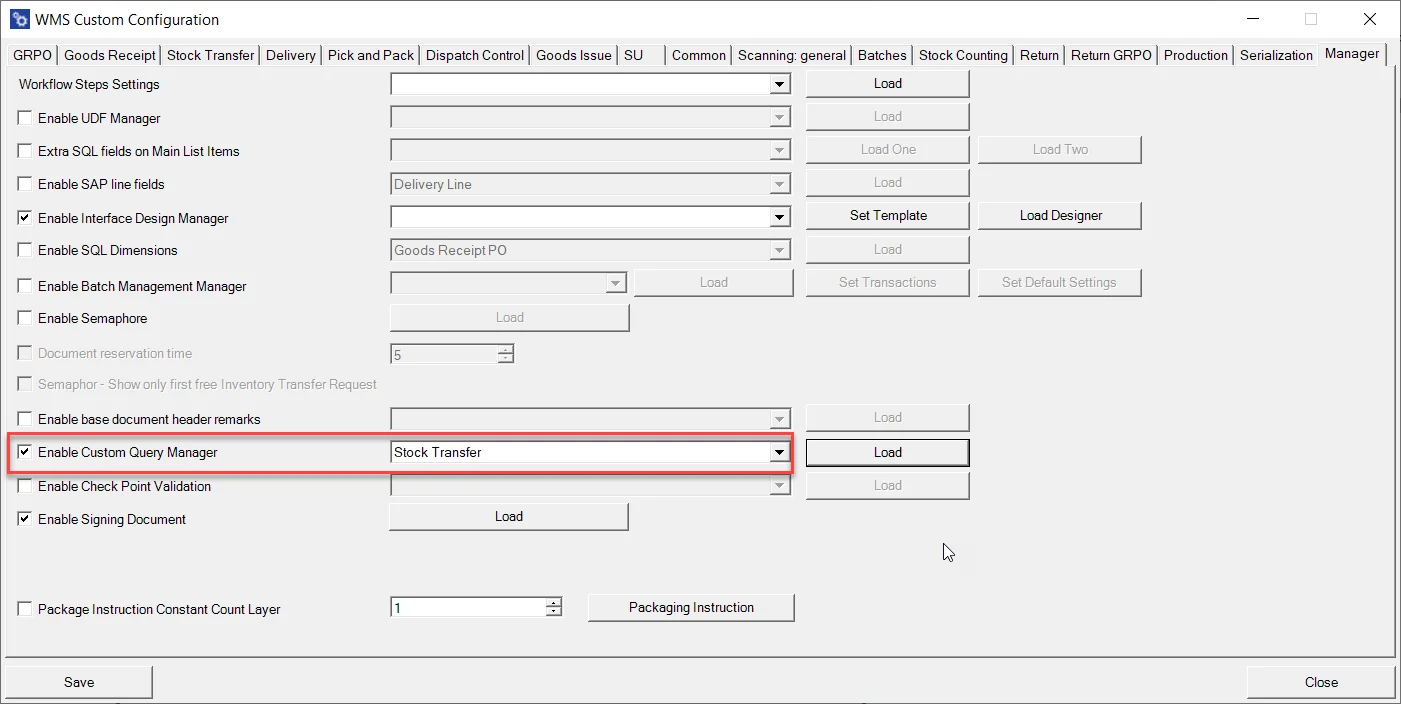 WMS Custom Configuration
GRPO Goods Receipt Stock Transfer Delivery Pick and Pack Dispatch Control Goods Issue SU Common Scanning: general Batches Stock Counting Return Return GRPO Production Serialization Manager
Workflow Steps Settings Load
Enable UDF Manager Load
Extra SQL fields on Main List Items Load One Load Two
Enable SAP line fields Delivery Line Load
Enable Interface Design Manager Set Template Load Designer
Enable SQL Dimensions Goods Receipt PO Load
Enable Batch Management Manager Load Set Transactions Set Default Settings
Enable Semaphore Load
Document reservation time 5
Semaphor - Show only first free Inventory Transfer Request
Enable base document header remarks Load
Enable Custom Query Manager Stock Transfer Load
Enable Check Point Validation Load
Enable Signing Document Load
Package Instruction Constant Count Layer 1 Packaging Instruction
Save Close